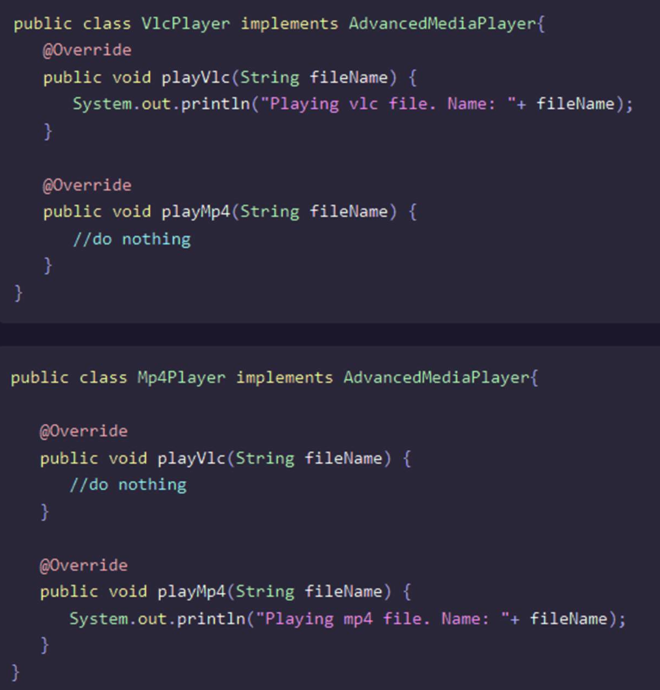 public class VlcPlayer implements AdvancedMediaPlayer{
@Override
public void playVlc(String fileName) {
System.out.println("Playing vlc file. Name: "+ fileName);
}
@Override
public void playMp4(String fileName) {
//do nothing
}
}
public class Mp4Player implements AdvancedMediaPlayer{
@Override
public void playVlc(String fileName) {
//do nothing
}
@Override
public void playMp4(String fileName) {
System.out.println("Playing mp4 file. Name: "+ fileName);
}
}